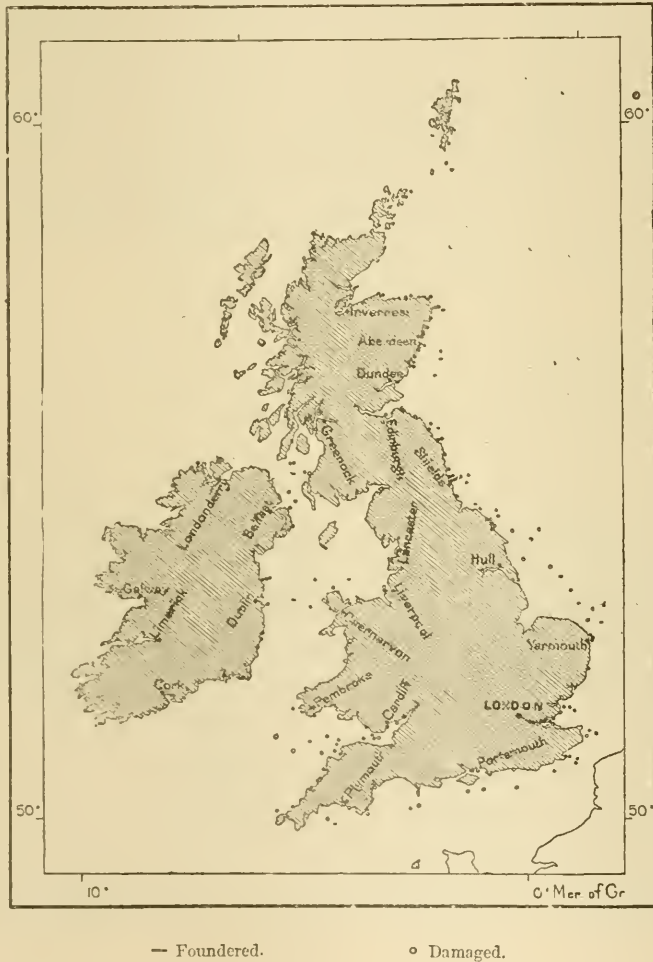 60°
60°
Inverness
Aberdeen
Dundee
Edinburgh
Greenock
Shields
Londonderry
Belfast
Lancaster
Hull
Galway
Limerick
Dublin
Liverpool
Caernarvon
Yarmouth
Cork
Pembroke
Cardiff
LONDON
Portsmouth
Plymouth
50°
50°
10°
0° Mer. of Gr
— Foundered.
o Damaged.